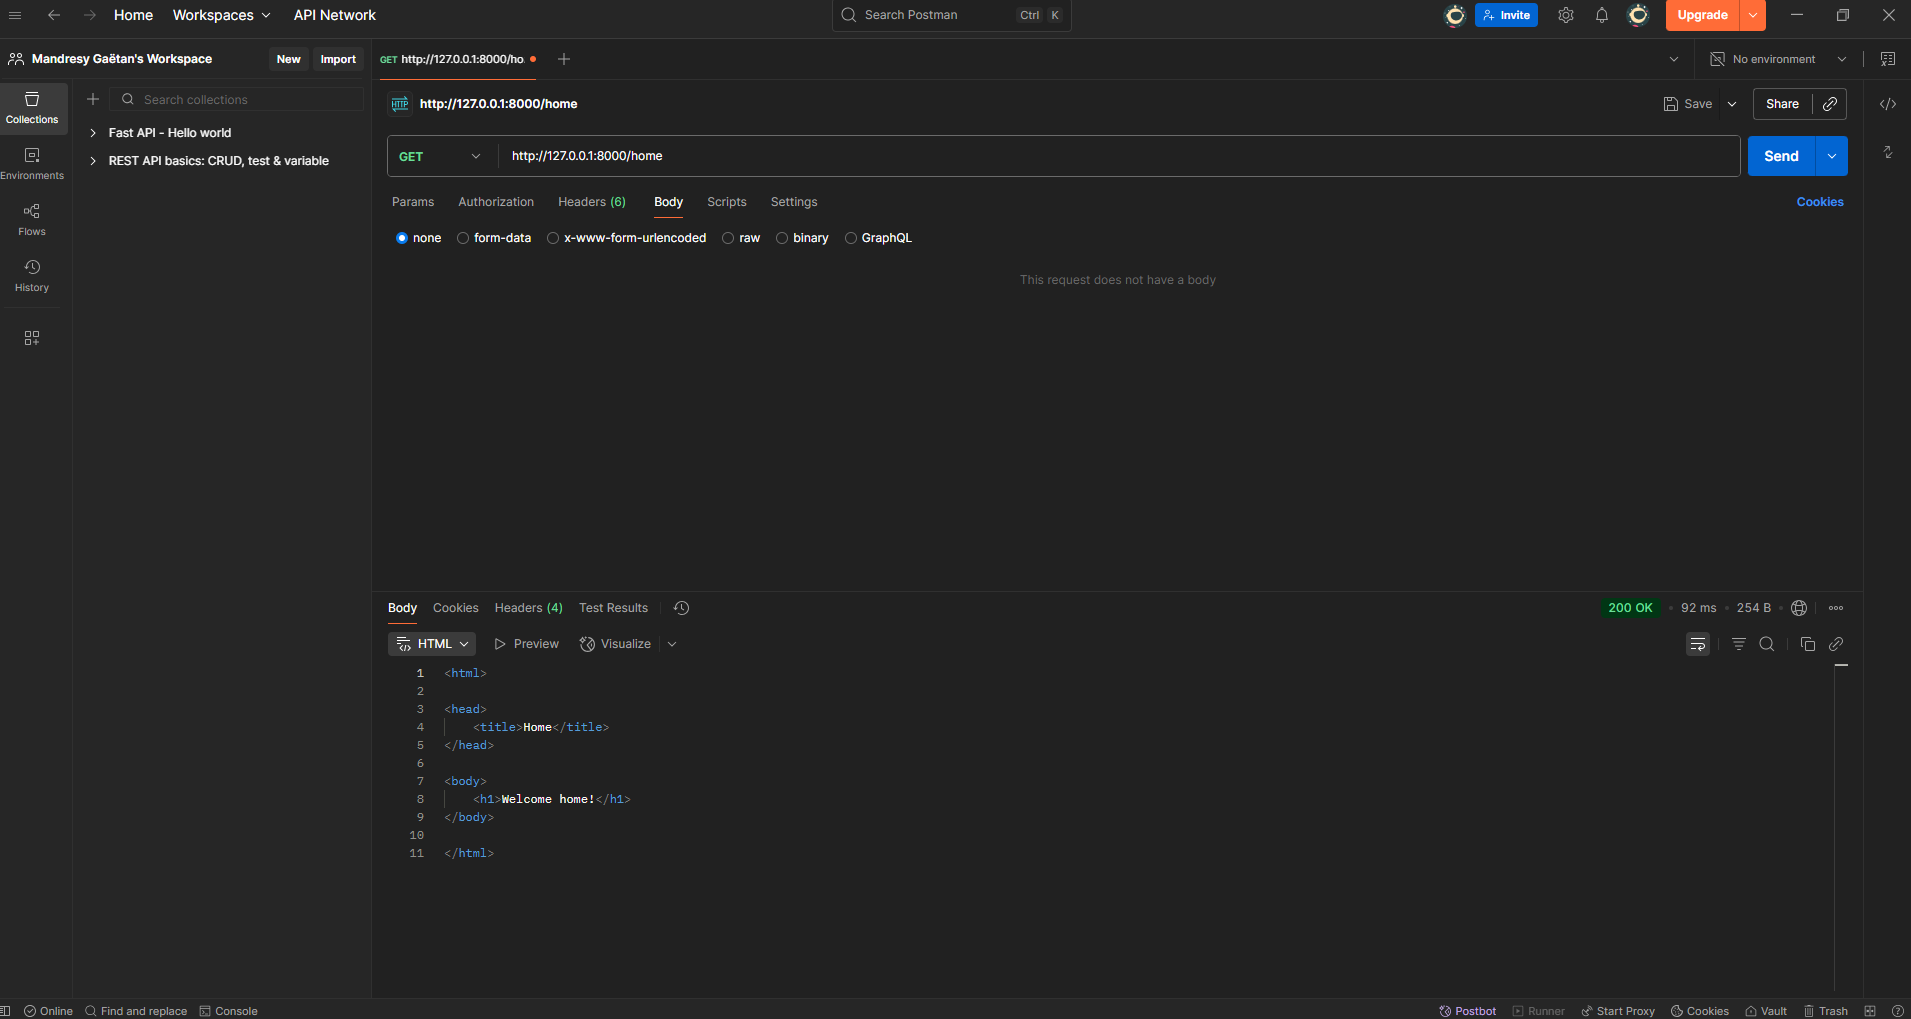 Home Workspaces API Network Search Postman Ctrl K Invite Upgrade
Mandresy Gaëtan's Workspace New Import GET http://127.0.0.1:8000/ho. No environment
Collections
Environments
Flows
History
Search collections
Fast API - Hello world
REST API basics: CRUD, test & variable
HTTP http://127.0.0.1:8000/home Save Share
GET http://127.0.0.1:8000/home Send
Params Authorization Headers (6) Body Scripts Settings Cookies
none form-data x-www-form-urlencoded raw binary GraphQL
This request does not have a body
Body Cookies Headers (4) Test Results 200 OK 92 ms 254 B
HTML Preview Visualize
1 <html>
2
3 <head>
4 <title>Home</title>
5 </head>
6
7 <body>
8 <h1>Welcome home!</h1>
9 </body>
10
11 </html>
Online Find and replace Console Postbot Runner Start Proxy Cookies Vault Trash